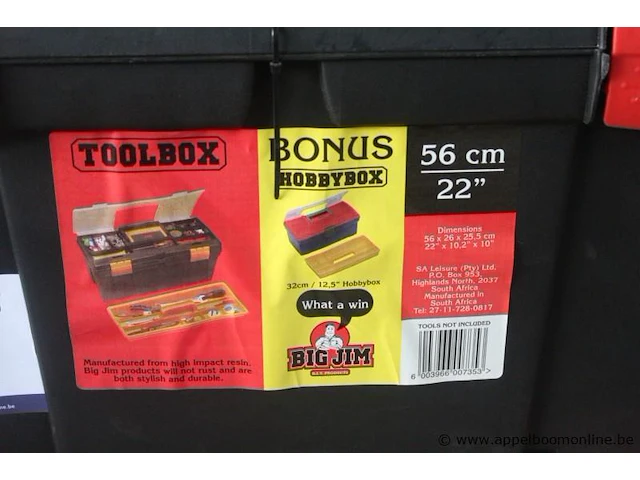 TOOLBOX
Manufactured from high impact resin.
Big Jim products will not rust and are
both stylish and durable.
BONUS
HOBBYBOX
32cm / 12,5" Hobbybox
What a win
BIG JIM
56 cm
22"
Dimensions
56 x 26 x 25.5 cm
22" x 10,2" x 10"
SA Leisure (Pty) Ltd.
P.O. Box 953,
Highlands North, 2037
South Africa
Manufactured in
South Africa
Tel: 27-11-728-0817
TOOLS NOT INCLUDED
6 003966 007353 >
© www.appelboomonline.be